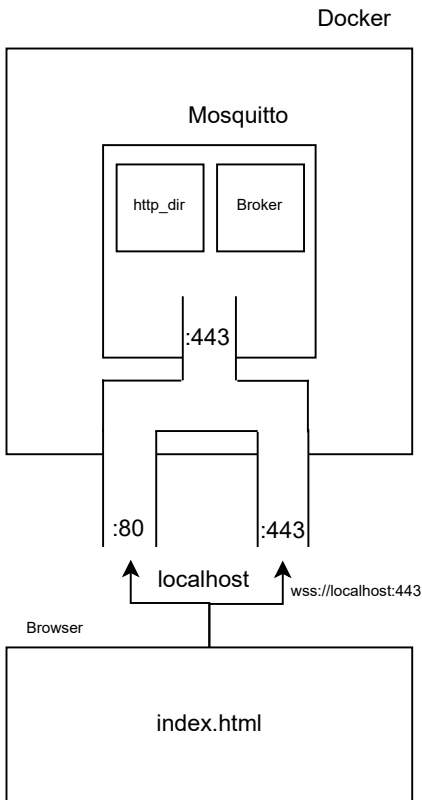 Docker
Mosquitto
http_dir
Broker
:443
:80
:443
localhost
wss://localhost:443
Browser
index.html